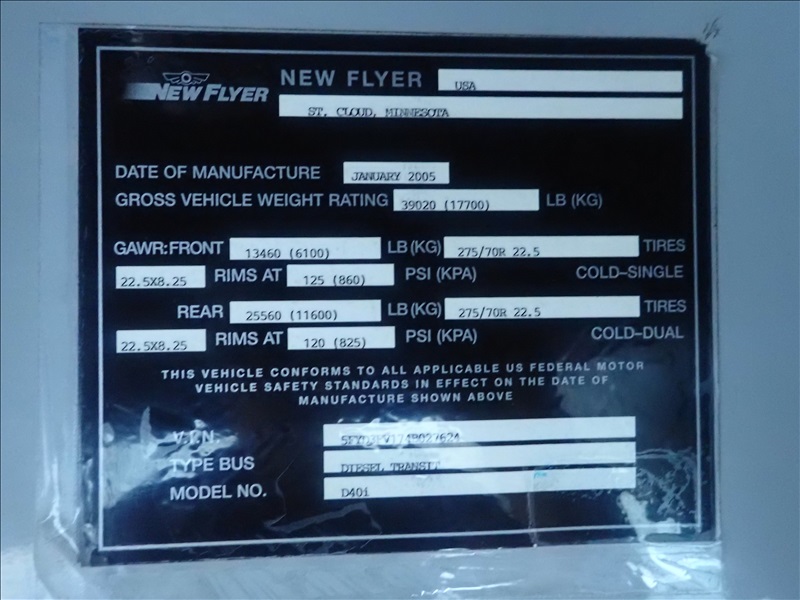 NEW FLYER NEW FLYER USA
ST. CLOUD, MINNESOTA
DATE OF MANUFACTURE JANUARY 2005
GROSS VEHICLE WEIGHT RATING 39020 (17700) LB (KG)
GAWR:FRONT 13460 (6100) LB (KG) 275/70R 22.5 TIRES
22.5X8.25 RIMS AT 125 (860) PSI (KPA) COLD-SINGLE
REAR 25560 (11600) LB (KG) 275/70R 22.5 TIRES
22.5X8.25 RIMS AT 120 (825) PSI (KPA) COLD-DUAL
THIS VEHICLE CONFORMS TO ALL APPLICABLE US FEDERAL MOTOR
VEHICLE SAFETY STANDARDS IN EFFECT ON THE DATE OF
MANUFACTURE SHOWN ABOVE
V.I.N.
TYPE BUS DIESEL TRANSIT
MODEL NO. D40i